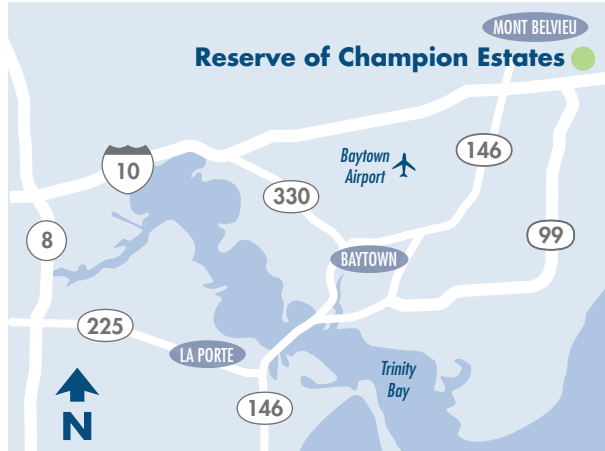 MONT BELVIEU
Reserve of Champion Estates
10
Baytown
Airport
146
330
8
99
BAYTOWN
225
LA PORTE
Trinity
Bay
146
N